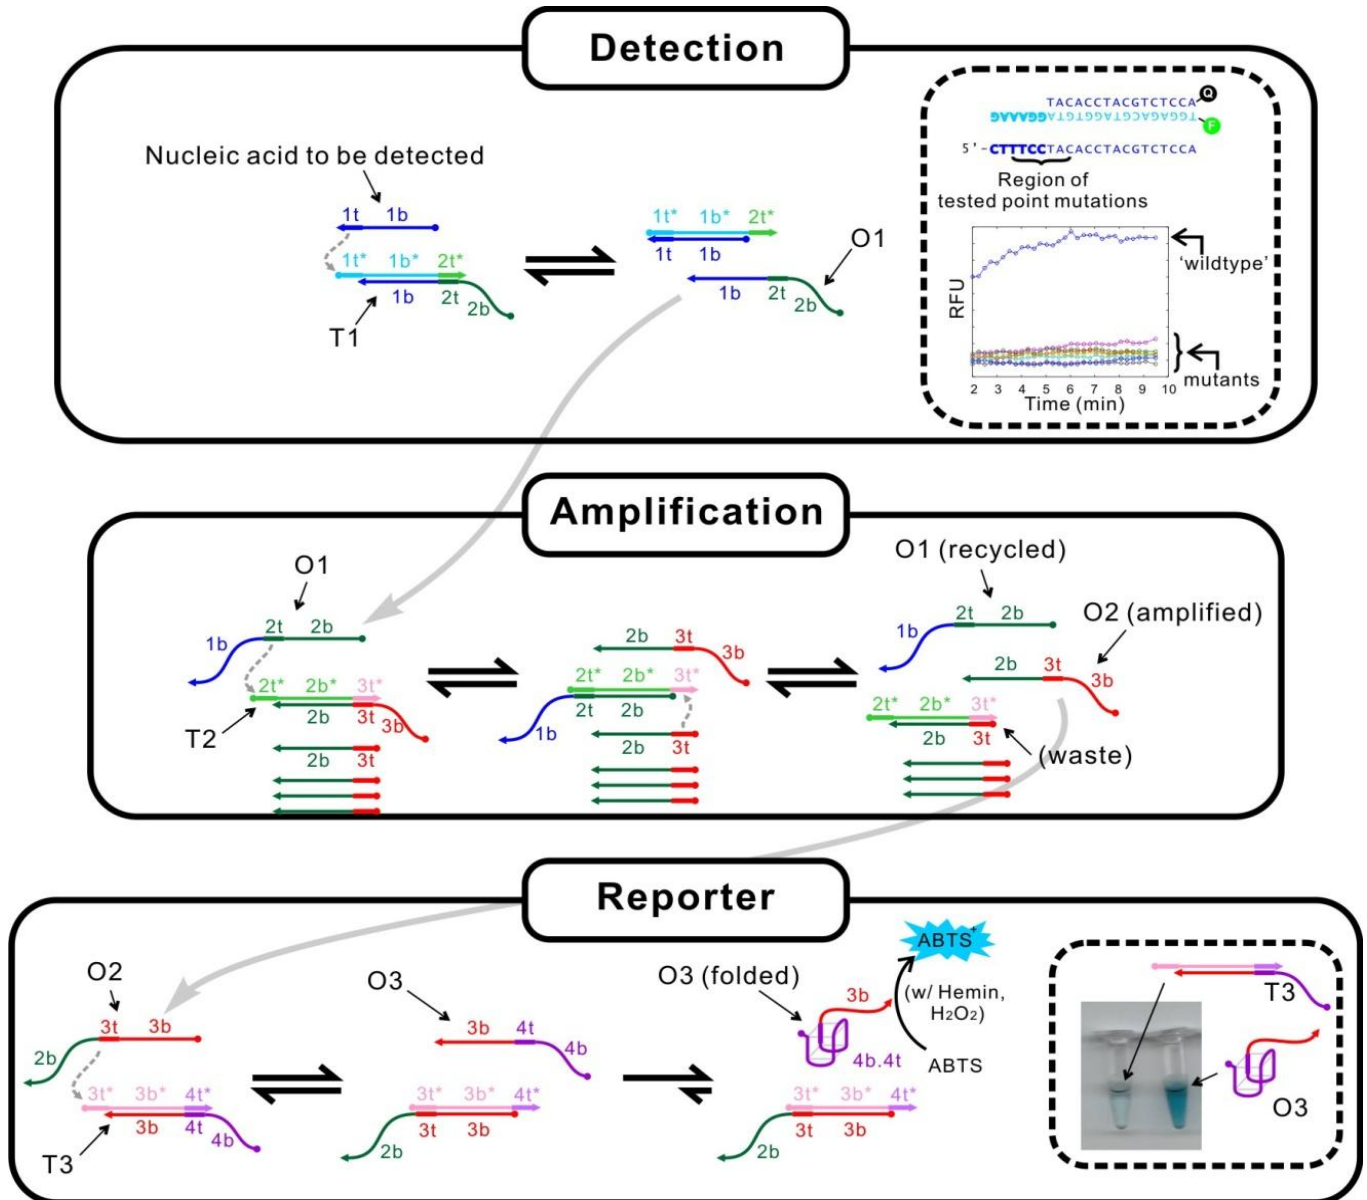 Detection
Nucleic acid to be detected
1t 1b
1t* 1b* 2t*
1b 2t 2b
T1
1t* 1b* 2t*
1t 1b
O1
1b 2t 2b
TACACCTACGTCTCCA Q
TGGAGACGTAGGTGTAGGAAAG
F
5'-CTTTCCTACACCTACGTCTCCA
Region of
tested point mutations
RFU
'wildtype'
mutants
2 3 4 5 6 7 8 9 10
Time (min)
Amplification
O1
1b 2t 2b
2t* 2b* 3t*
T2
2b 3t 3b
2b 3t
2b 3t 3b
2t* 2b* 3t*
2t 2b
1b
2b 3t
O1 (recycled)
1b 2t 2b
O2 (amplified)
2b 3t 3b
2t* 2b* 3t*
2b 3t
(waste)
Reporter
O2
3t 3b
2b
3t* 3b* 4t*
3b 4t 4b
T3
O3
3b 4t 4b
3t* 3b* 4t*
3t 3b
2b
O3 (folded)
3b
4b.4t
ABTS+
(w/ Hemin,
H2O2)
ABTS
3t* 3b* 4t*
3t 3b
2b
T3
O3